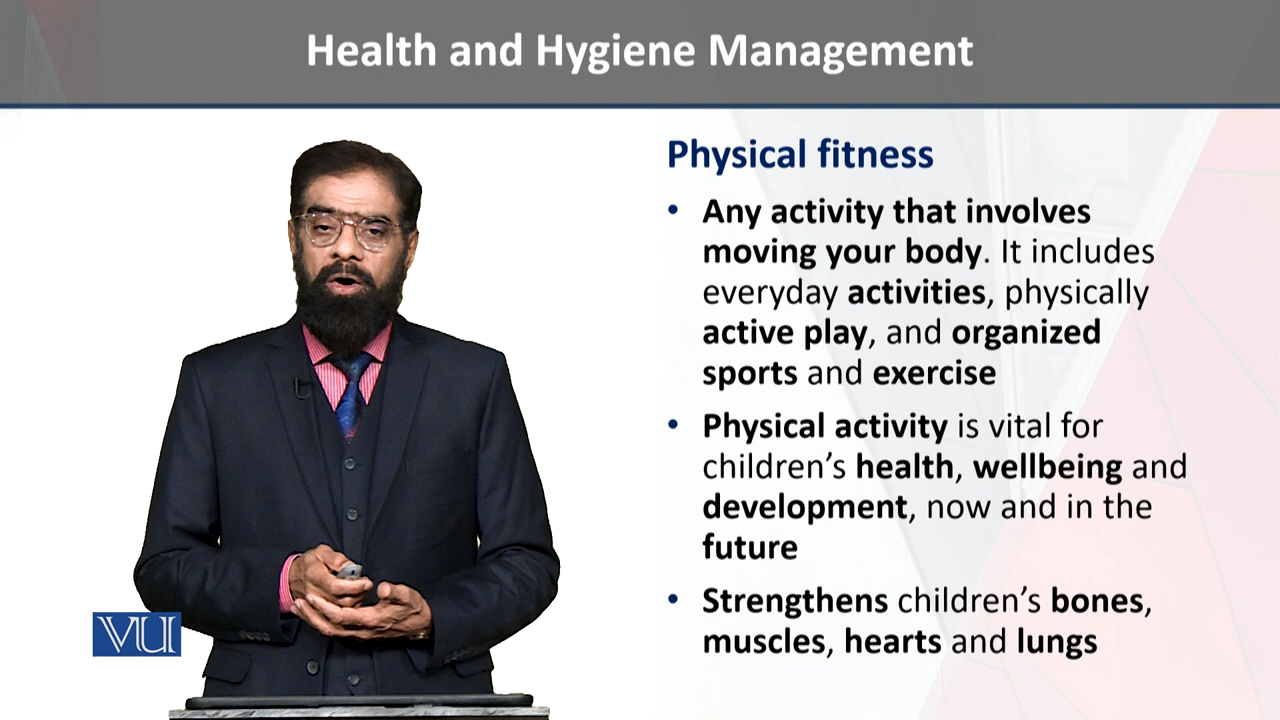 Health and Hygiene Management
Physical fitness
• Any activity that involves
moving your body. It includes
everyday activities, physically
active play, and organized
sports and exercise
• Physical activity is vital for
children’s health, wellbeing and
development, now and in the
future
• Strengthens children’s bones,
muscles, hearts and lungs
VU